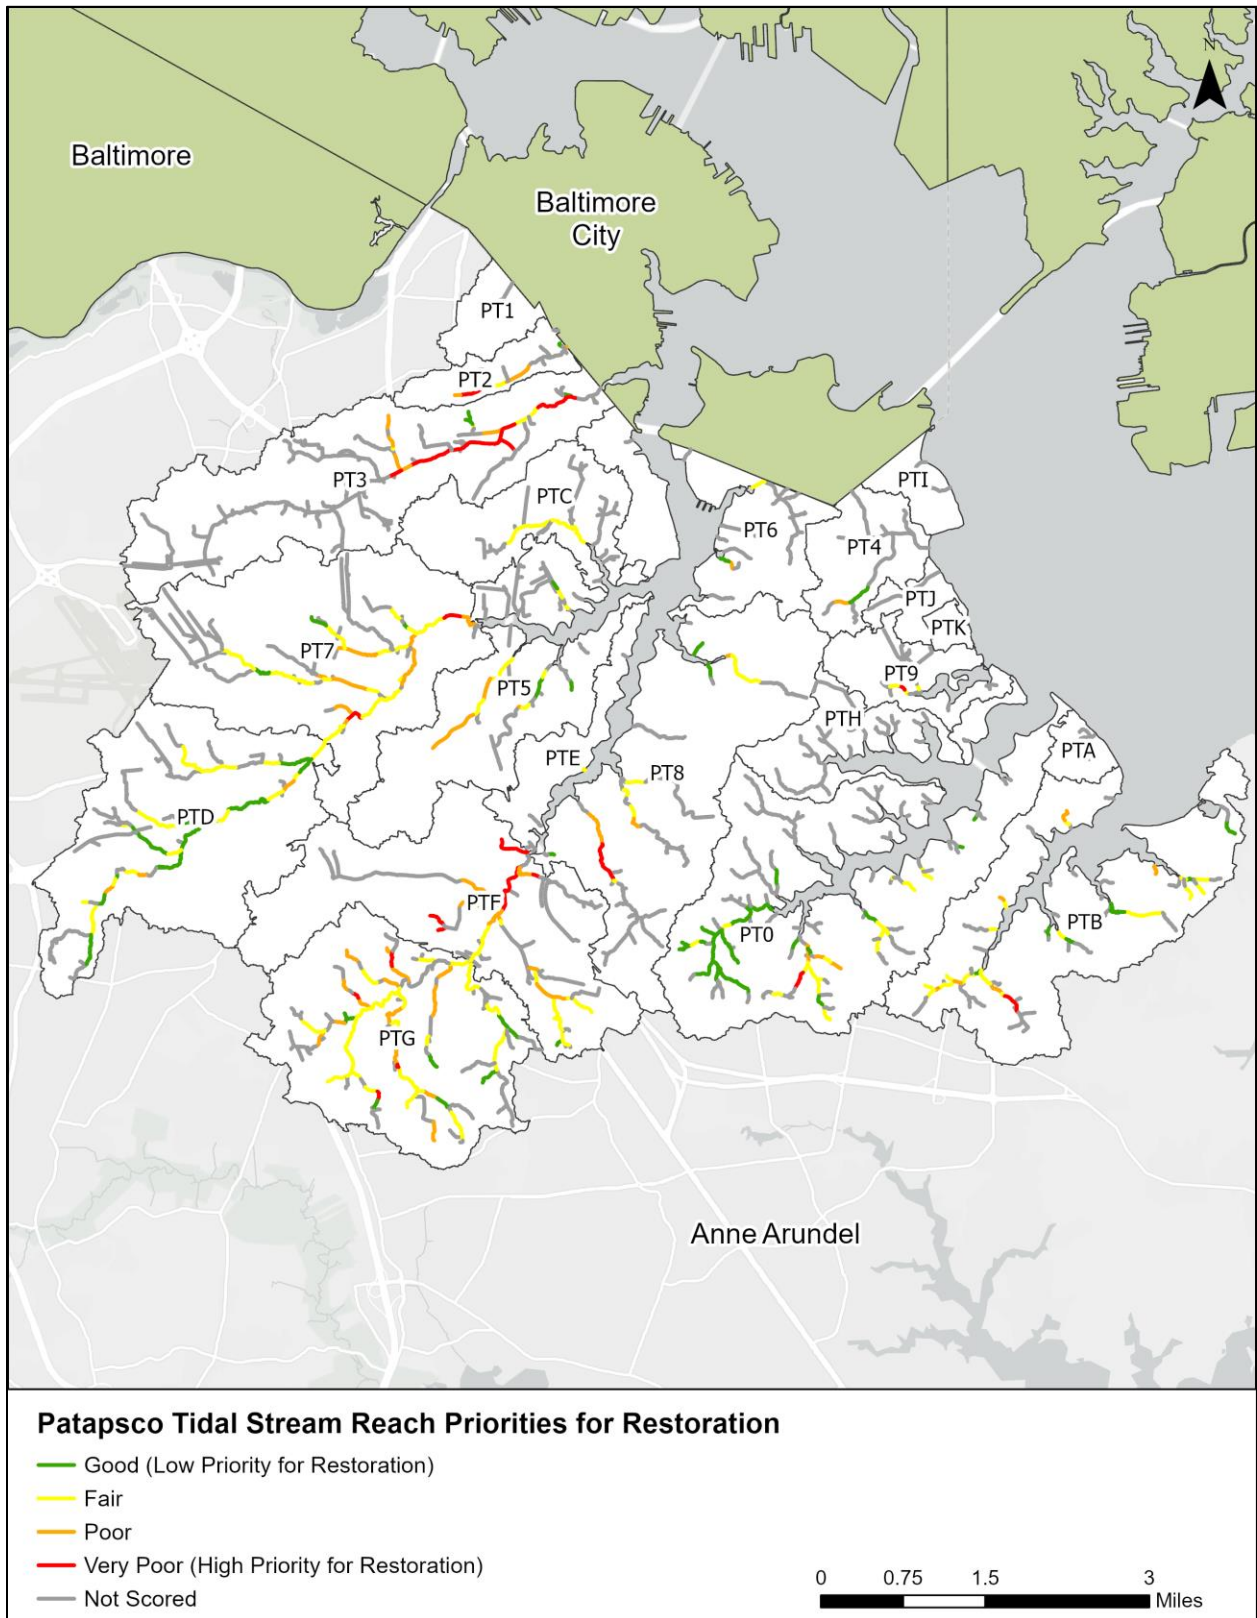 N
Baltimore
Baltimore
City
PT1
PT2
PT3
PTC
PTI
PT6
PT4
PTJ
PTK
PT7
PT5
PT9
PTH
PTE
PT8
PTA
PTD
PTF
PT0
PTB
PTG
Anne Arundel
Patapsco Tidal Stream Reach Priorities for Restoration
Good (Low Priority for Restoration)
Fair
Poor
Very Poor (High Priority for Restoration)
Not Scored
0 0.75 1.5 3
Miles